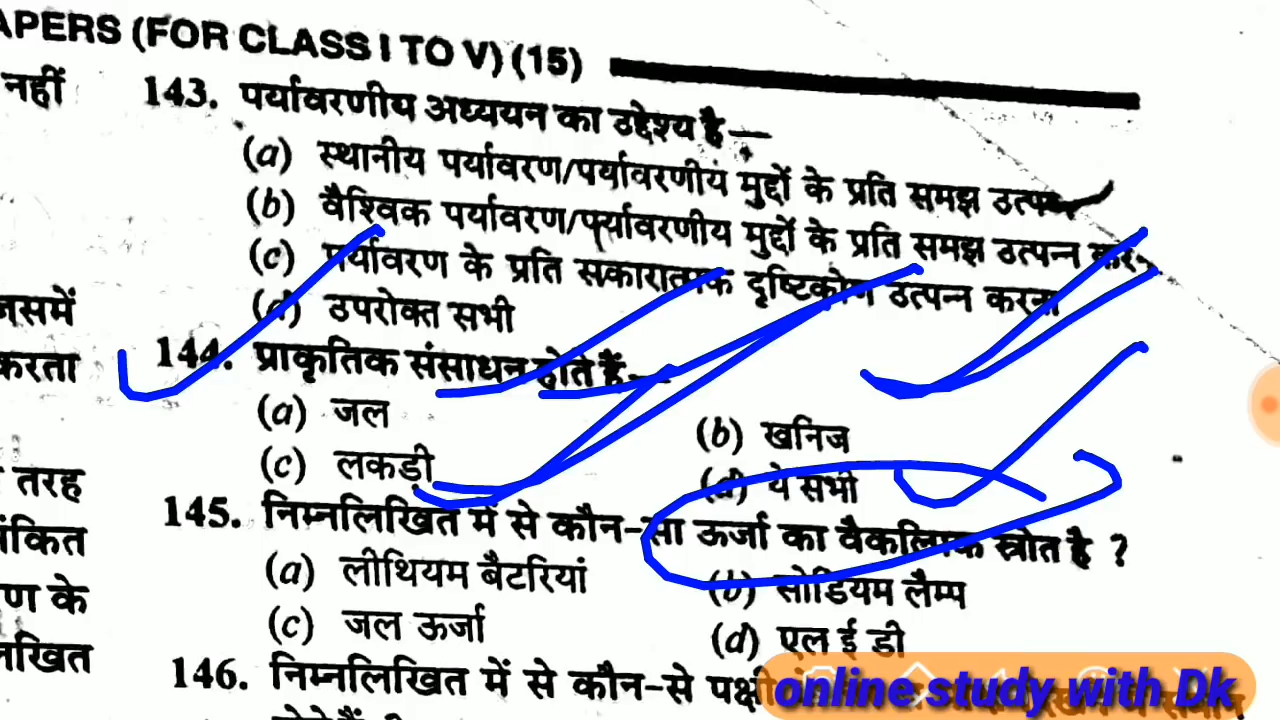 APERS (FOR CLASS I TO V) (15)
नहीं
143. पर्यावरणीय अध्ययन का उद्देश्य है—
(a) स्थानीय पर्यावरण/पर्यावरणीय मुद्दों के प्रति समझ
(b) वैश्विक पर्यावरण/पर्यावरणीय मुद्दों के प्रति समझ उत्पन्न
(c) पर्यावरण के प्रति सकारात्मक दृष्टिकोण उत्पन्न करना
(d) उपरोक्त सभी
जसमें
144. प्राकृतिक संसाधन होते हैं—
करता
(a) जल
(b) खनिज
(c) लकड़ी
(d) ये सभी
तरह
145. निम्नलिखित में से कौन-सा ऊर्जा का वैकल्पिक स्त्रोत है ?
अंकित
(a) लीथियम बैटरियां
(b) सोडियम लैम्प
ण के
(c) जल ऊर्जा
(d) एल ई डी
लखित
146. निम्नलिखित में से कौन-से पक्षी
online study with Dk